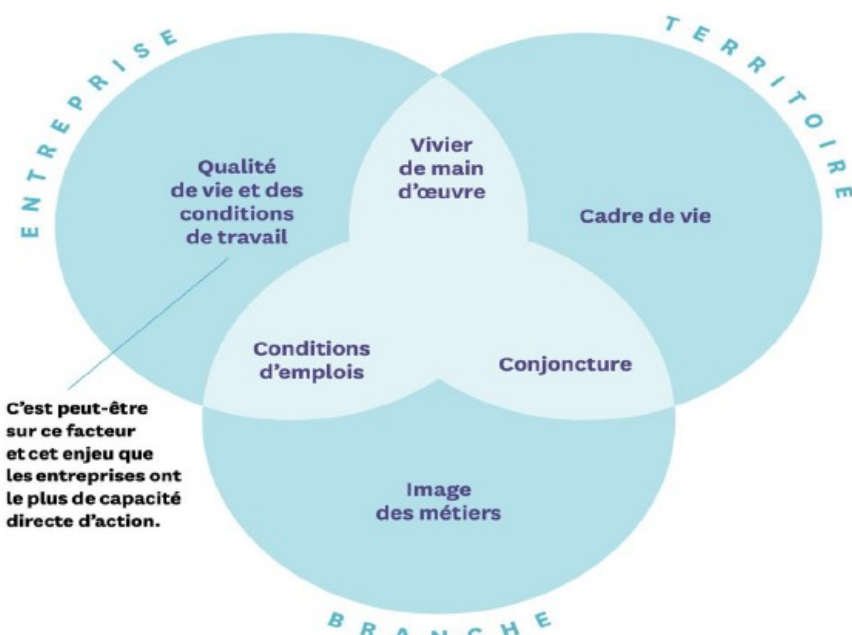 ENTREPRISE
TERRITOIRE
Vivier
de main
d'œuvre
Qualité
de vie et des
conditions
de travail
Cadre de vie
Conditions
d'emplois
Conjoncture
C'est peut-être
sur ce facteur
et cet enjeu que
les entreprises ont
le plus de capacité
directe d'action.
Image
des métiers
BRANCHE